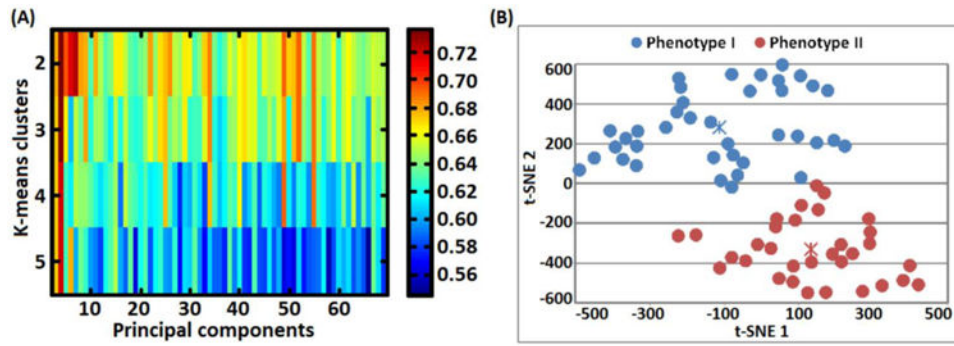 (A)
K-means clusters
2
3
4
5
10 20 30 40 50 60
Principal components
0.72
0.70
0.68
0.66
0.64
0.62
0.60
0.58
0.56
(B)
Phenotype I Phenotype II
t-SNE 2
600
400
200
0
-200
-400
-600
-500 -300 -100 100 300 500
t-SNE 1